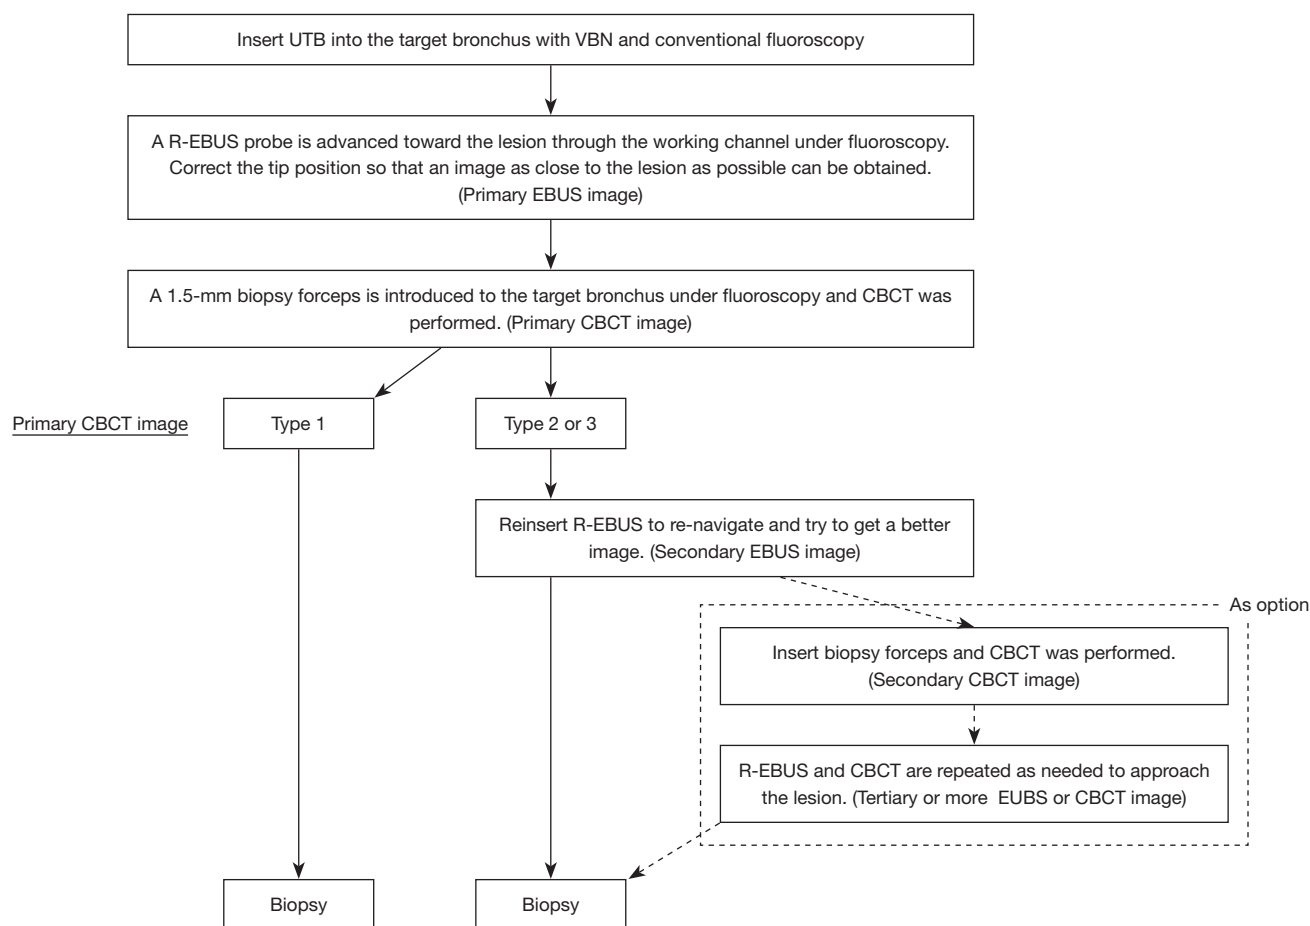 Insert UTB into the target bronchus with VBN and conventional fluoroscopy
A R-EBUS probe is advanced toward the lesion through the working channel under fluoroscopy.
Correct the tip position so that an image as close to the lesion as possible can be obtained.
(Primary EBUS image)
A 1.5-mm biopsy forceps is introduced to the target bronchus under fluoroscopy and CBCT was
performed. (Primary CBCT image)
Primary CBCT image
Type 1
Type 2 or 3
Reinsert R-EBUS to re-navigate and try to get a better
image. (Secondary EBUS image)
As option
Insert biopsy forceps and CBCT was performed.
(Secondary CBCT image)
R-EBUS and CBCT are repeated as needed to approach
the lesion. (Tertiary or more EUBS or CBCT image)
Biopsy
Biopsy